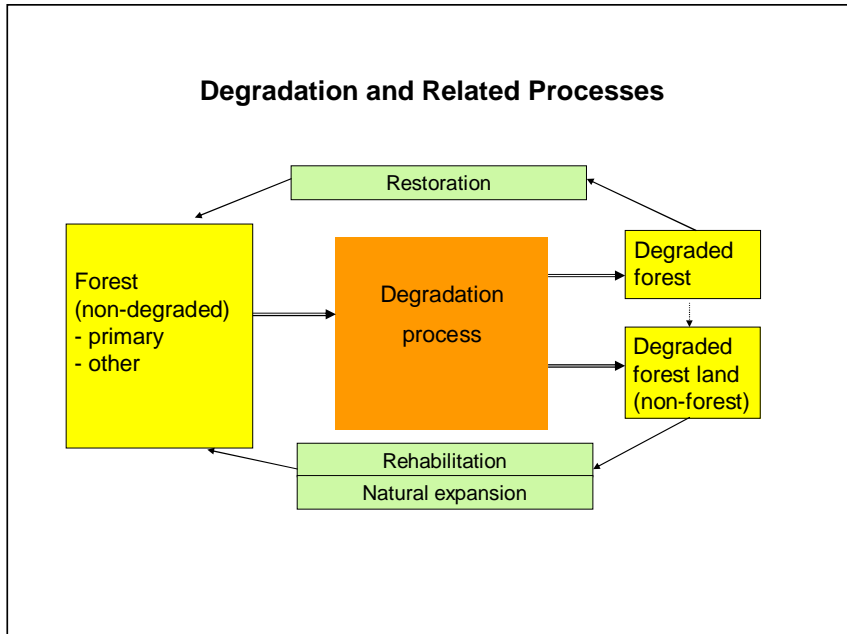 Degradation and Related Processes
Restoration
Forest
(non-degraded)
- primary
- other
Degradation
process
Degraded
forest
Degraded
forest land
(non-forest)
Rehabilitation
Natural expansion